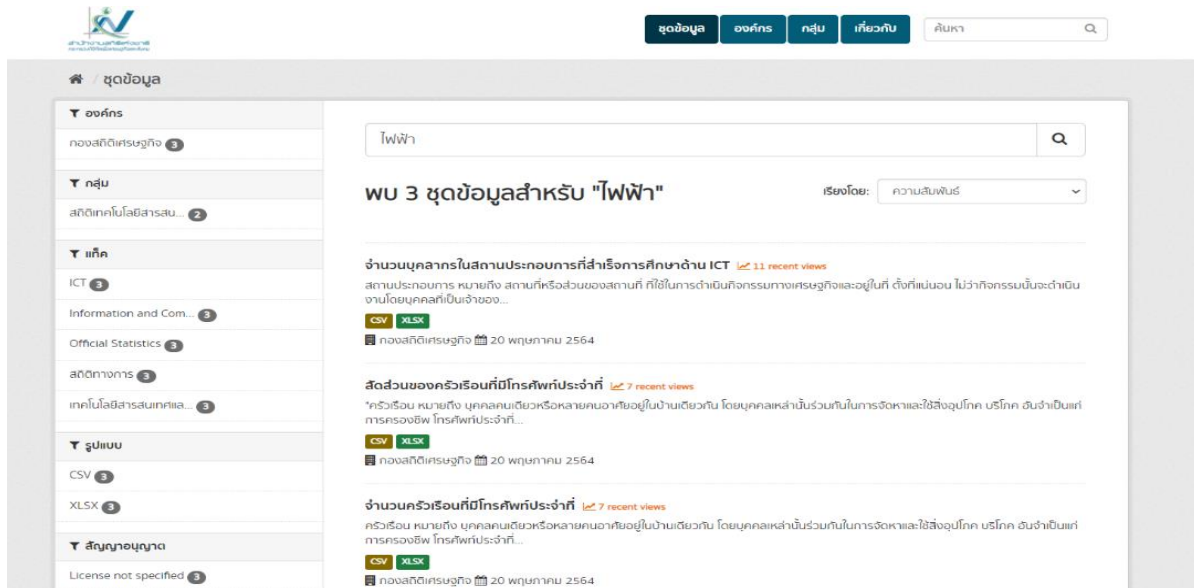 สำนักงานสถิติแห่งชาติ
ชุดข้อมูล
องค์กร
กลุ่ม
เกี่ยวกับ
ค้นหา
/ ชุดข้อมูล
องค์กร
กองสถิติเศรษฐกิจ 3
กลุ่ม
สถิติเทคโนโลยีสารสน... 2
แท็ค
ICT 3
Information and Com... 3
Official Statistics 3
สถิติทางการ 3
เทคโนโลยีสารสนเทศแล... 3
รูปแบบ
CSV 3
XLSX 3
สัญญาอนุญาต
License not specified 3
ไฟฟ้า
พบ 3 ชุดข้อมูลสำหรับ "ไฟฟ้า"
เรียงโดย: ความสัมพันธ์
จำนวนบุคลากรในสถานประกอบการที่สำเร็จการศึกษาด้าน ICT 11 recent views
สถานประกอบการ หมายถึง สถานที่หรือส่วนของสถานที่ ที่ใช้ในการดำเนินกิจกรรมทางเศรษฐกิจและอยู่ในที่ ตั้งที่แน่นอน ไม่ว่ากิจกรรมนั้นจะดำเนิน
งานโดยบุคคลที่เป็นเจ้าของ...
CSV XLSX
กองสถิติเศรษฐกิจ 20 พฤษภาคม 2564
สัดส่วนของครัวเรือนที่มีโทรศัพท์ประจำที่ 7 recent views
"ครัวเรือน หมายถึง บุคคลคนเดียวหรือหลายคนอาศัยอยู่ในบ้านเดียวกัน โดยบุคคลเหล่านั้นร่วมกันในการจัดหาและใช้สิ่งอุปโภค บริโภค อันจำเป็นแก่
การครองชีพ โทรศัพท์ประจำที่...
CSV XLSX
กองสถิติเศรษฐกิจ 20 พฤษภาคม 2564
จำนวนครัวเรือนที่มีโทรศัพท์ประจำที่ 7 recent views
ครัวเรือน หมายถึง บุคคลคนเดียวหรือหลายคนอาศัยอยู่ในบ้านเดียวกัน โดยบุคคลเหล่านั้นร่วมกันในการจัดหาและใช้สิ่งอุปโภค บริโภค อันจำเป็นแก่
การครองชีพ โทรศัพท์ประจำที่...
CSV XLSX
กองสถิติเศรษฐกิจ 20 พฤษภาคม 2564